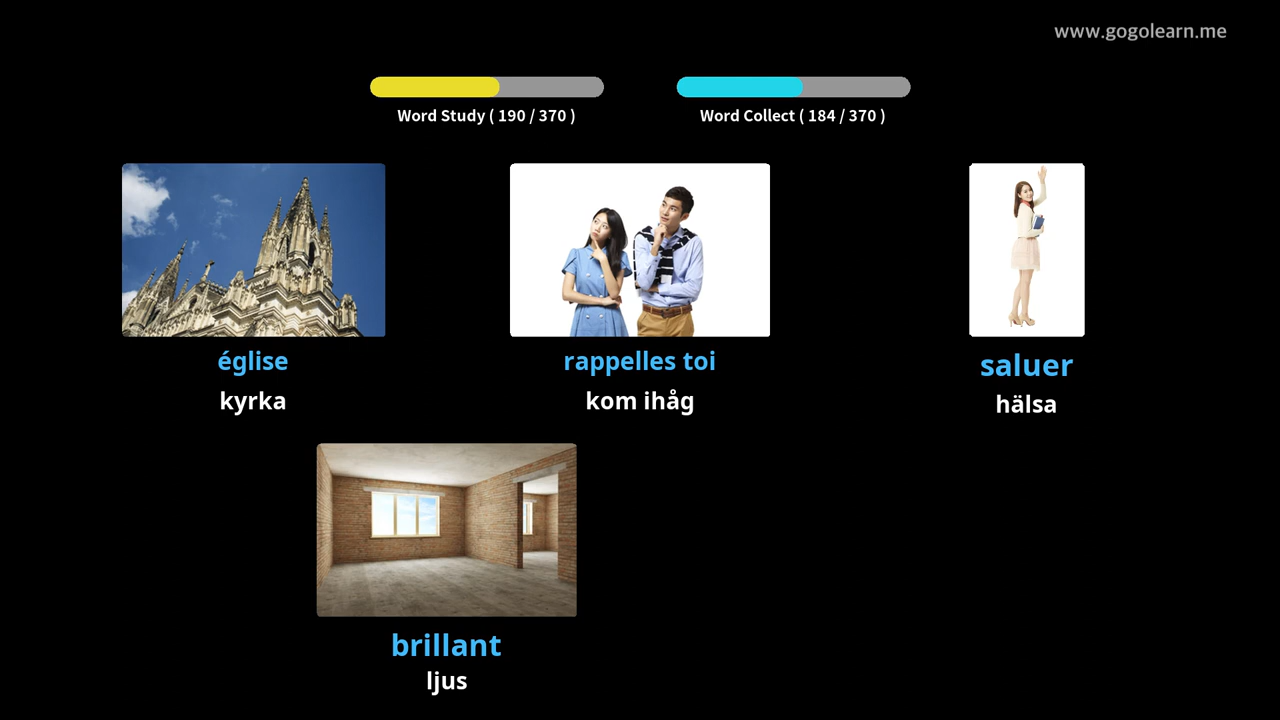 www.gogolearn.me
Word Study ( 190 / 370 )
Word Collect ( 184 / 370 )
église
kyrka
rappelles toi
kom ihåg
saluer
hälsa
brillant
ljus